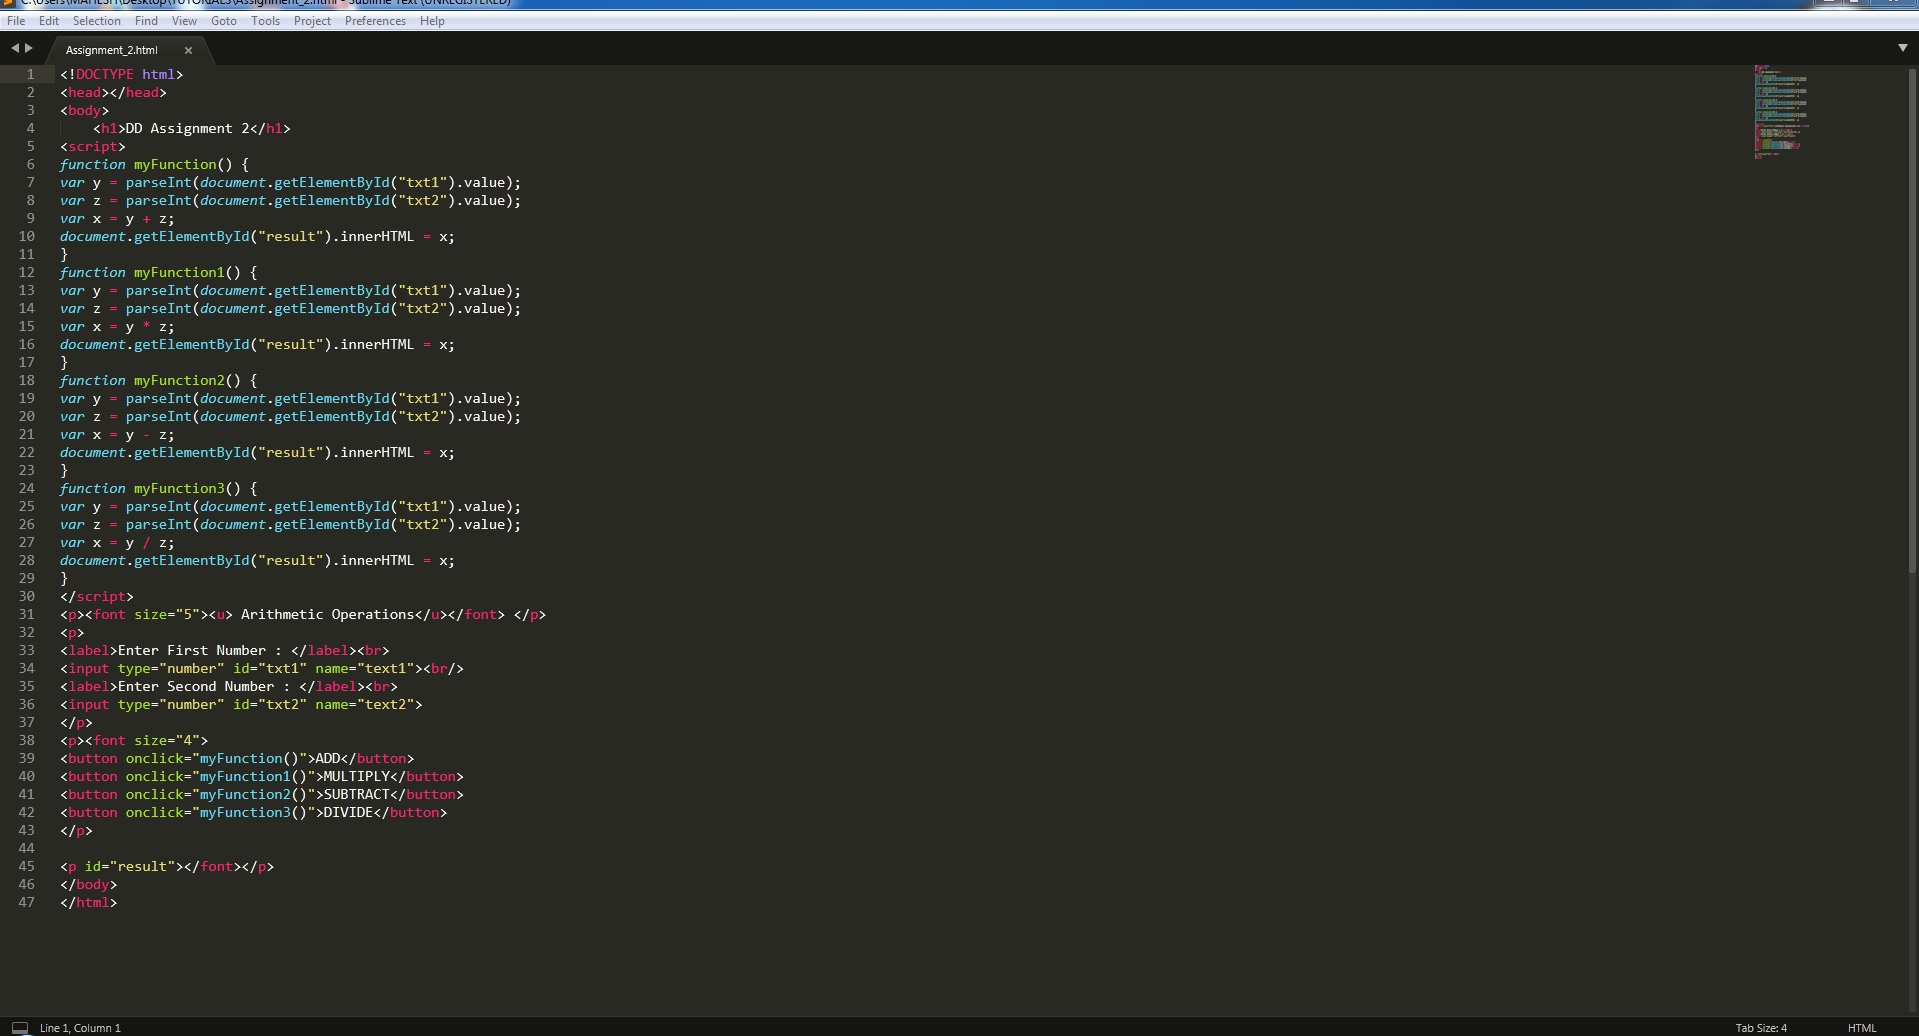 C:\Users\MAHESH\Desktop\TUTORIALS\Assignment_2.html - Sublime Text (UNREGISTERED)
File Edit Selection Find View Goto Tools Project Preferences Help
Assignment_2.html ×
1 <!DOCTYPE html>
2 <head></head>
3 <body>
4     <h1>DD Assignment 2</h1>
5 <script>
6 function myFunction() {
7 var y = parseInt(document.getElementById("txt1").value);
8 var z = parseInt(document.getElementById("txt2").value);
9 var x = y + z;
10 document.getElementById("result").innerHTML = x;
11 }
12 function myFunction1() {
13 var y = parseInt(document.getElementById("txt1").value);
14 var z = parseInt(document.getElementById("txt2").value);
15 var x = y * z;
16 document.getElementById("result").innerHTML = x;
17 }
18 function myFunction2() {
19 var y = parseInt(document.getElementById("txt1").value);
20 var z = parseInt(document.getElementById("txt2").value);
21 var x = y - z;
22 document.getElementById("result").innerHTML = x;
23 }
24 function myFunction3() {
25 var y = parseInt(document.getElementById("txt1").value);
26 var z = parseInt(document.getElementById("txt2").value);
27 var x = y / z;
28 document.getElementById("result").innerHTML = x;
29 }
30 </script>
31 <p><font size="5"><u> Arithmetic Operations</u></font> </p>
32 <p>
33 <label>Enter First Number : </label><br>
34 <input type="number" id="txt1" name="text1"><br/>
35 <label>Enter Second Number : </label><br>
36 <input type="number" id="txt2" name="text2">
37 </p>
38 <p><font size="4">
39 <button onclick="myFunction()">ADD</button>
40 <button onclick="myFunction1()">MULTIPLY</button>
41 <button onclick="myFunction2()">SUBTRACT</button>
42 <button onclick="myFunction3()">DIVIDE</button>
43 </p>
44
45 <p id="result"></font></p>
46 </body>
47 </html>
Line 1, Column 1 Tab Size: 4 HTML